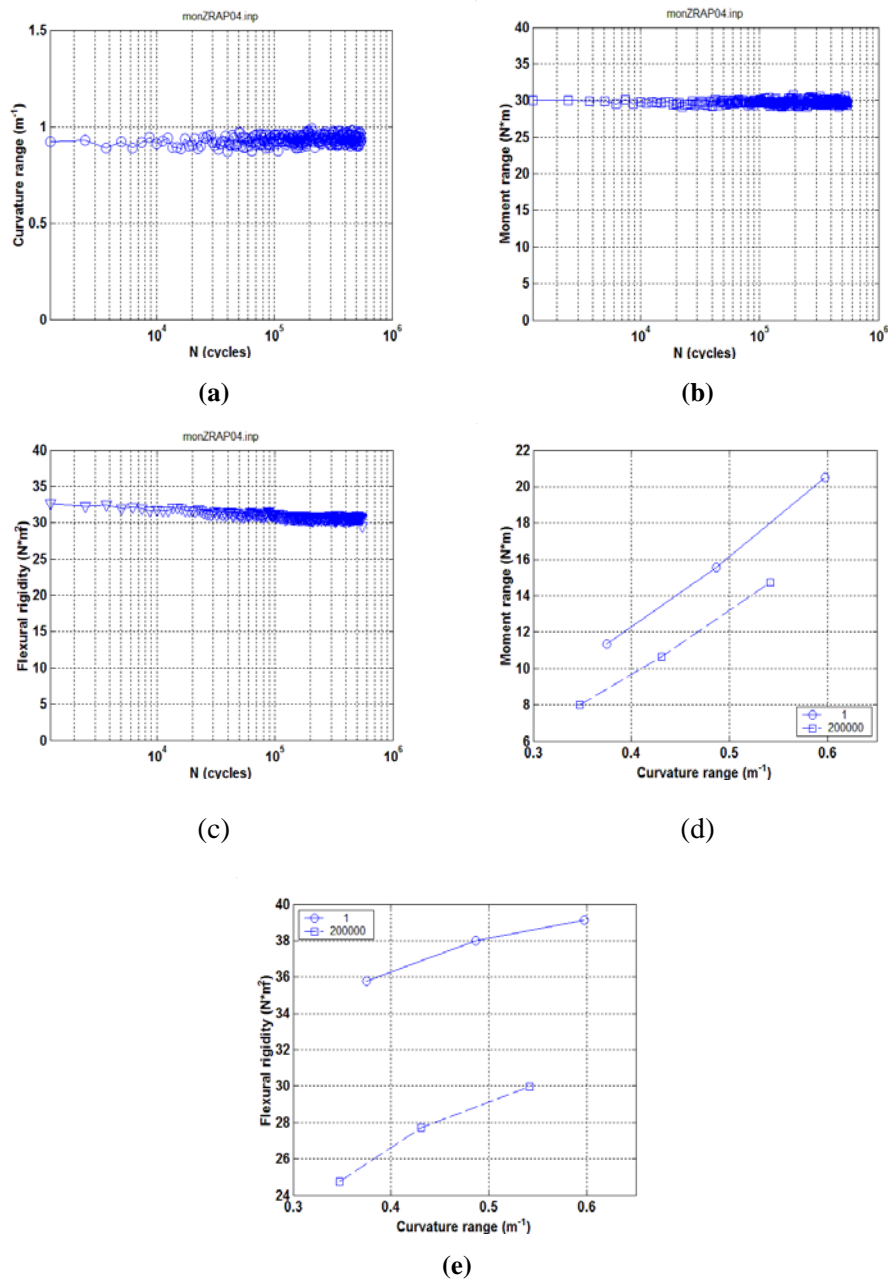 monZRAP04.inp
1.5
1
0.5
0
Curvature range (m⁻¹)
10⁴ 10⁵ 10⁶
N (cycles)
(a)
monZRAP04.inp
40
35
30
25
20
15
10
5
0
Moment range (N*m)
10⁴ 10⁵ 10⁶
N (cycles)
(b)
monZRAP04.inp
40
35
30
25
20
15
10
5
0
Flexural rigidity (N*m²)
10⁴ 10⁵ 10⁶
N (cycles)
(c)
22
20
18
16
14
12
10
8
6
Moment range (N*m)
1
200000
0.3 0.4 0.5 0.6
Curvature range (m⁻¹)
(d)
40
38
36
34
32
30
28
26
24
Flexural rigidity (N*m²)
1
200000
0.3 0.4 0.5 0.6
Curvature range (m⁻¹)
(e)